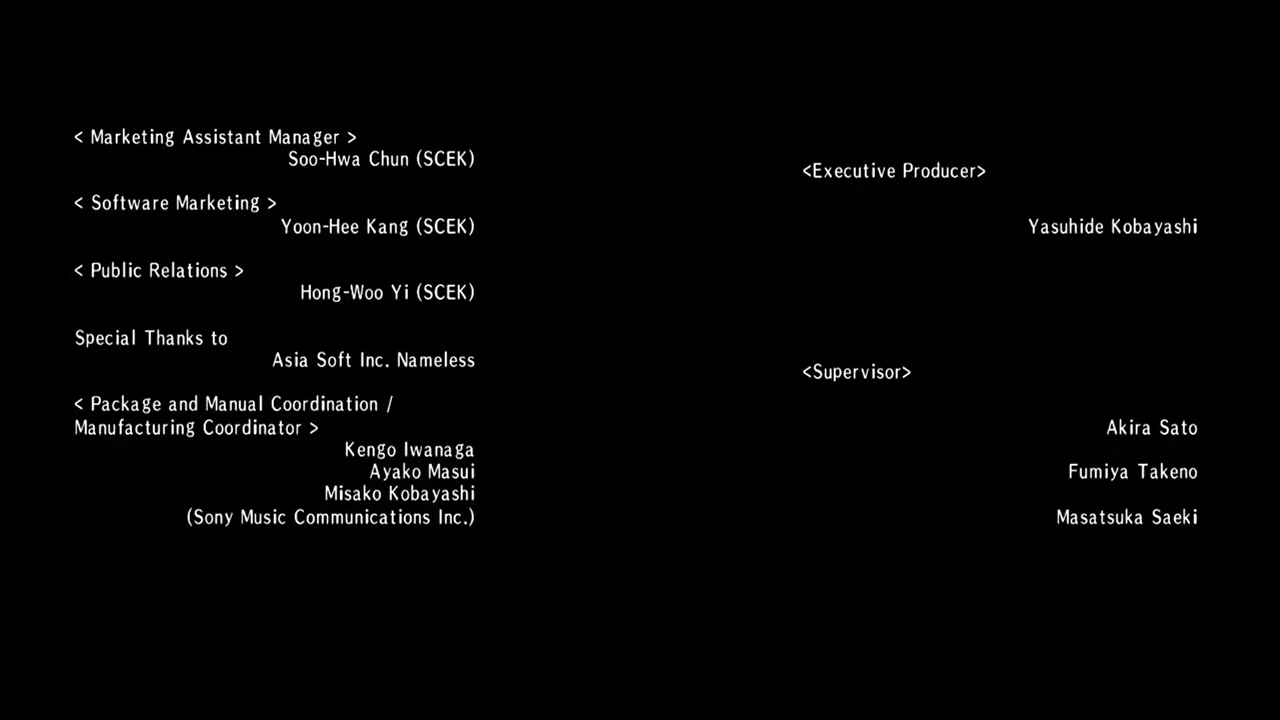 < Marketing Assistant Manager >
Soo-Hwa Chun (SCEK)
< Software Marketing >
Yoon-Hee Kang (SCEK)
< Public Relations >
Hong-Woo Yi (SCEK)
Special Thanks to
Asia Soft Inc. Nameless
< Package and Manual Coordination /
Manufacturing Coordinator >
Kengo Iwanaga
Ayako Masui
Misako Kobayashi
(Sony Music Communications Inc.)
<Executive Producer>
Yasuhide Kobayashi
<Supervisor>
Akira Sato
Fumiya Takeno
Masatsuka Saeki